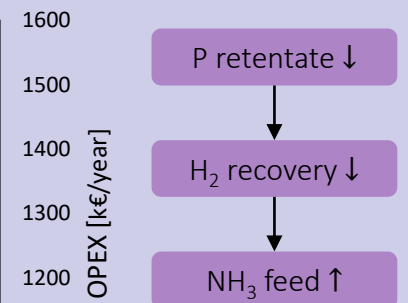 1600
1500
1400
1300
1200
OPEX [k€/year]
P retentate ↓
H₂ recovery ↓
NH₃ feed ↑